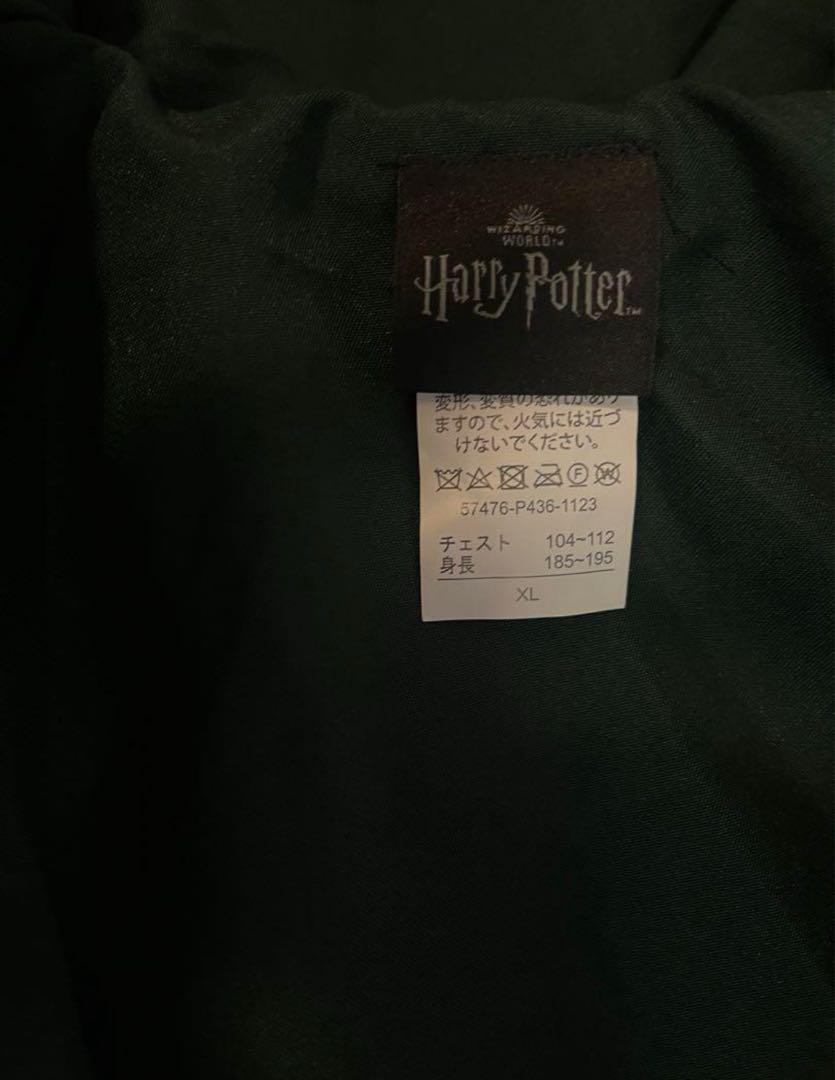 WIZARDING
WORLD™
Harry Potter™
変形、変質の恐れがあり
ますので、火気には近づ
けないでください。
F W
57476-P436-1123
チェスト 104~112
身長 185~195
XL